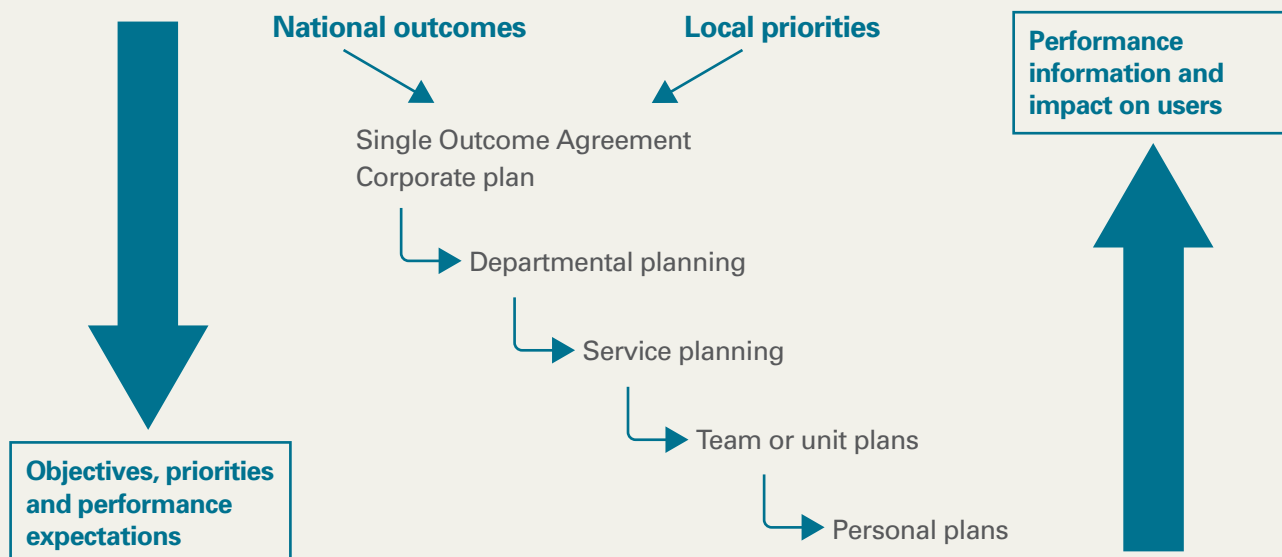 National outcomes
Local priorities
Performance
information and
impact on users
Single Outcome Agreement
Corporate plan
Departmental planning
Service planning
Team or unit plans
Personal plans
Objectives, priorities
and performance
expectations